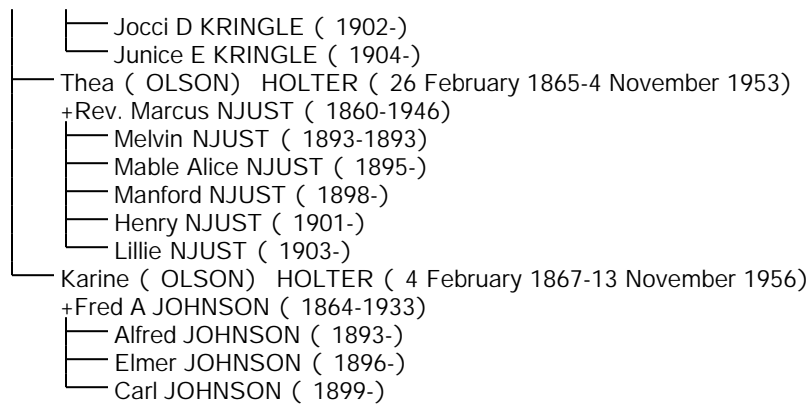 Jocci D KRINGLE ( 1902-)
Junice E KRINGLE ( 1904-)
Thea ( OLSON) HOLTER ( 26 February 1865-4 November 1953)
+Rev. Marcus NJUST ( 1860-1946)
Melvin NJUST ( 1893-1893)
Mable Alice NJUST ( 1895-)
Manford NJUST ( 1898-)
Henry NJUST ( 1901-)
Lillie NJUST ( 1903-)
Karine ( OLSON) HOLTER ( 4 February 1867-13 November 1956)
+Fred A JOHNSON ( 1864-1933)
Alfred JOHNSON ( 1893-)
Elmer JOHNSON ( 1896-)
Carl JOHNSON ( 1899-)